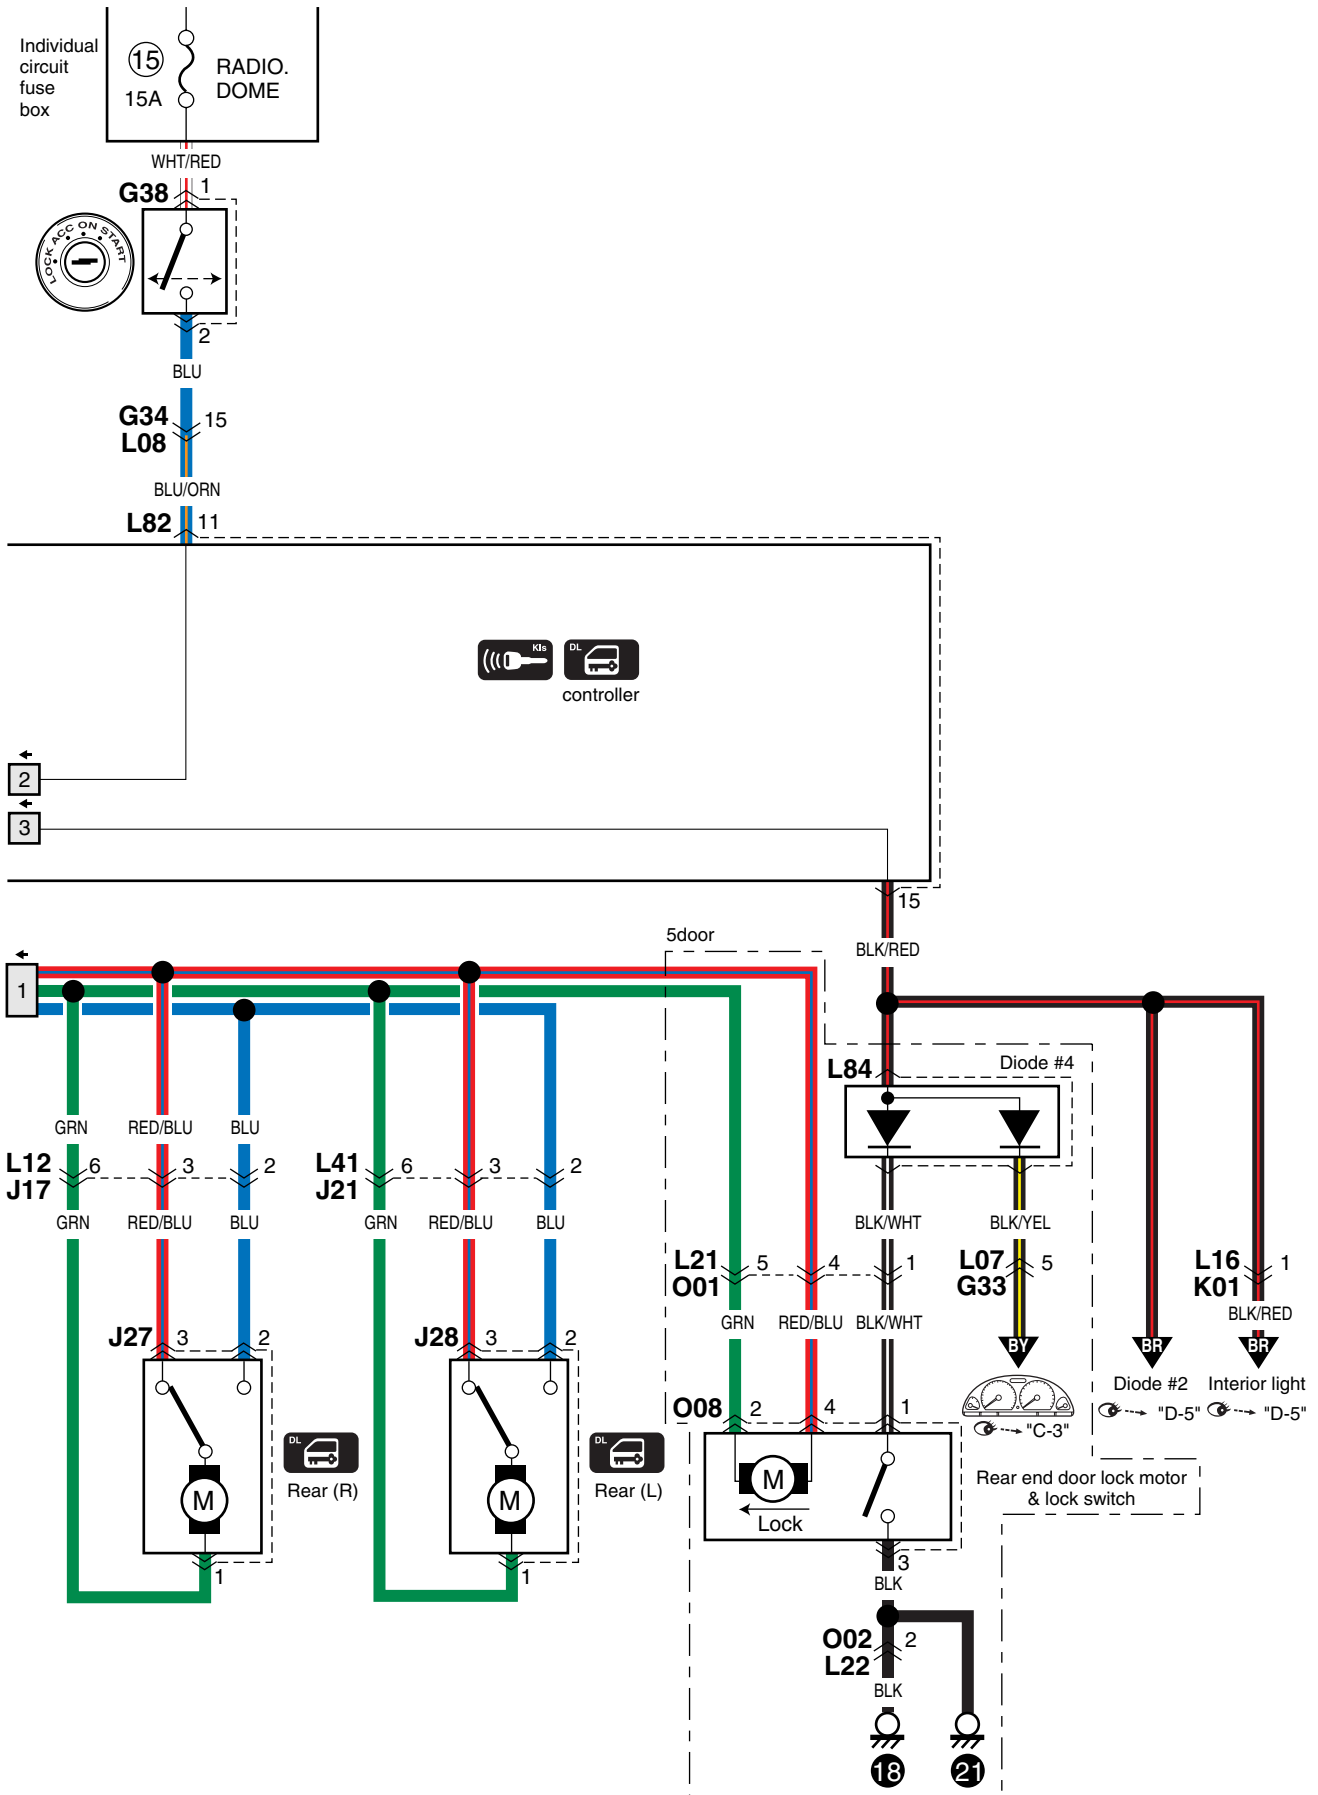 Individual
circuit
fuse
box
15
15A
RADIO.
DOME
WHT/RED
G38
1
LOCK ACC ON START
2
BLU
G34
15
L08
BLU/ORN
L82
11
KIs
DL
controller
2
3
15
BLK/RED
5door
1
L84
Diode #4
GRN
RED/BLU
BLU
L12
6
3
2
J17
L41
6
3
2
J21
GRN
RED/BLU
BLU
GRN
RED/BLU
BLU
BLK/WHT
BLK/YEL
L21
5
4
1
O01
L07
5
G33
L16
1
K01
GRN
RED/BLU
BLK/WHT
BLK/RED
J27
3
2
J28
3
2
BY
BR
BR
Diode #2
Interior light
"C-3"
"D-5"
"D-5"
O08
2
4
1
DL
Rear (R)
DL
Rear (L)
M
M
M
Lock
Rear end door lock motor
& lock switch
1
1
3
BLK
O02
2
L22
BLK
18
21